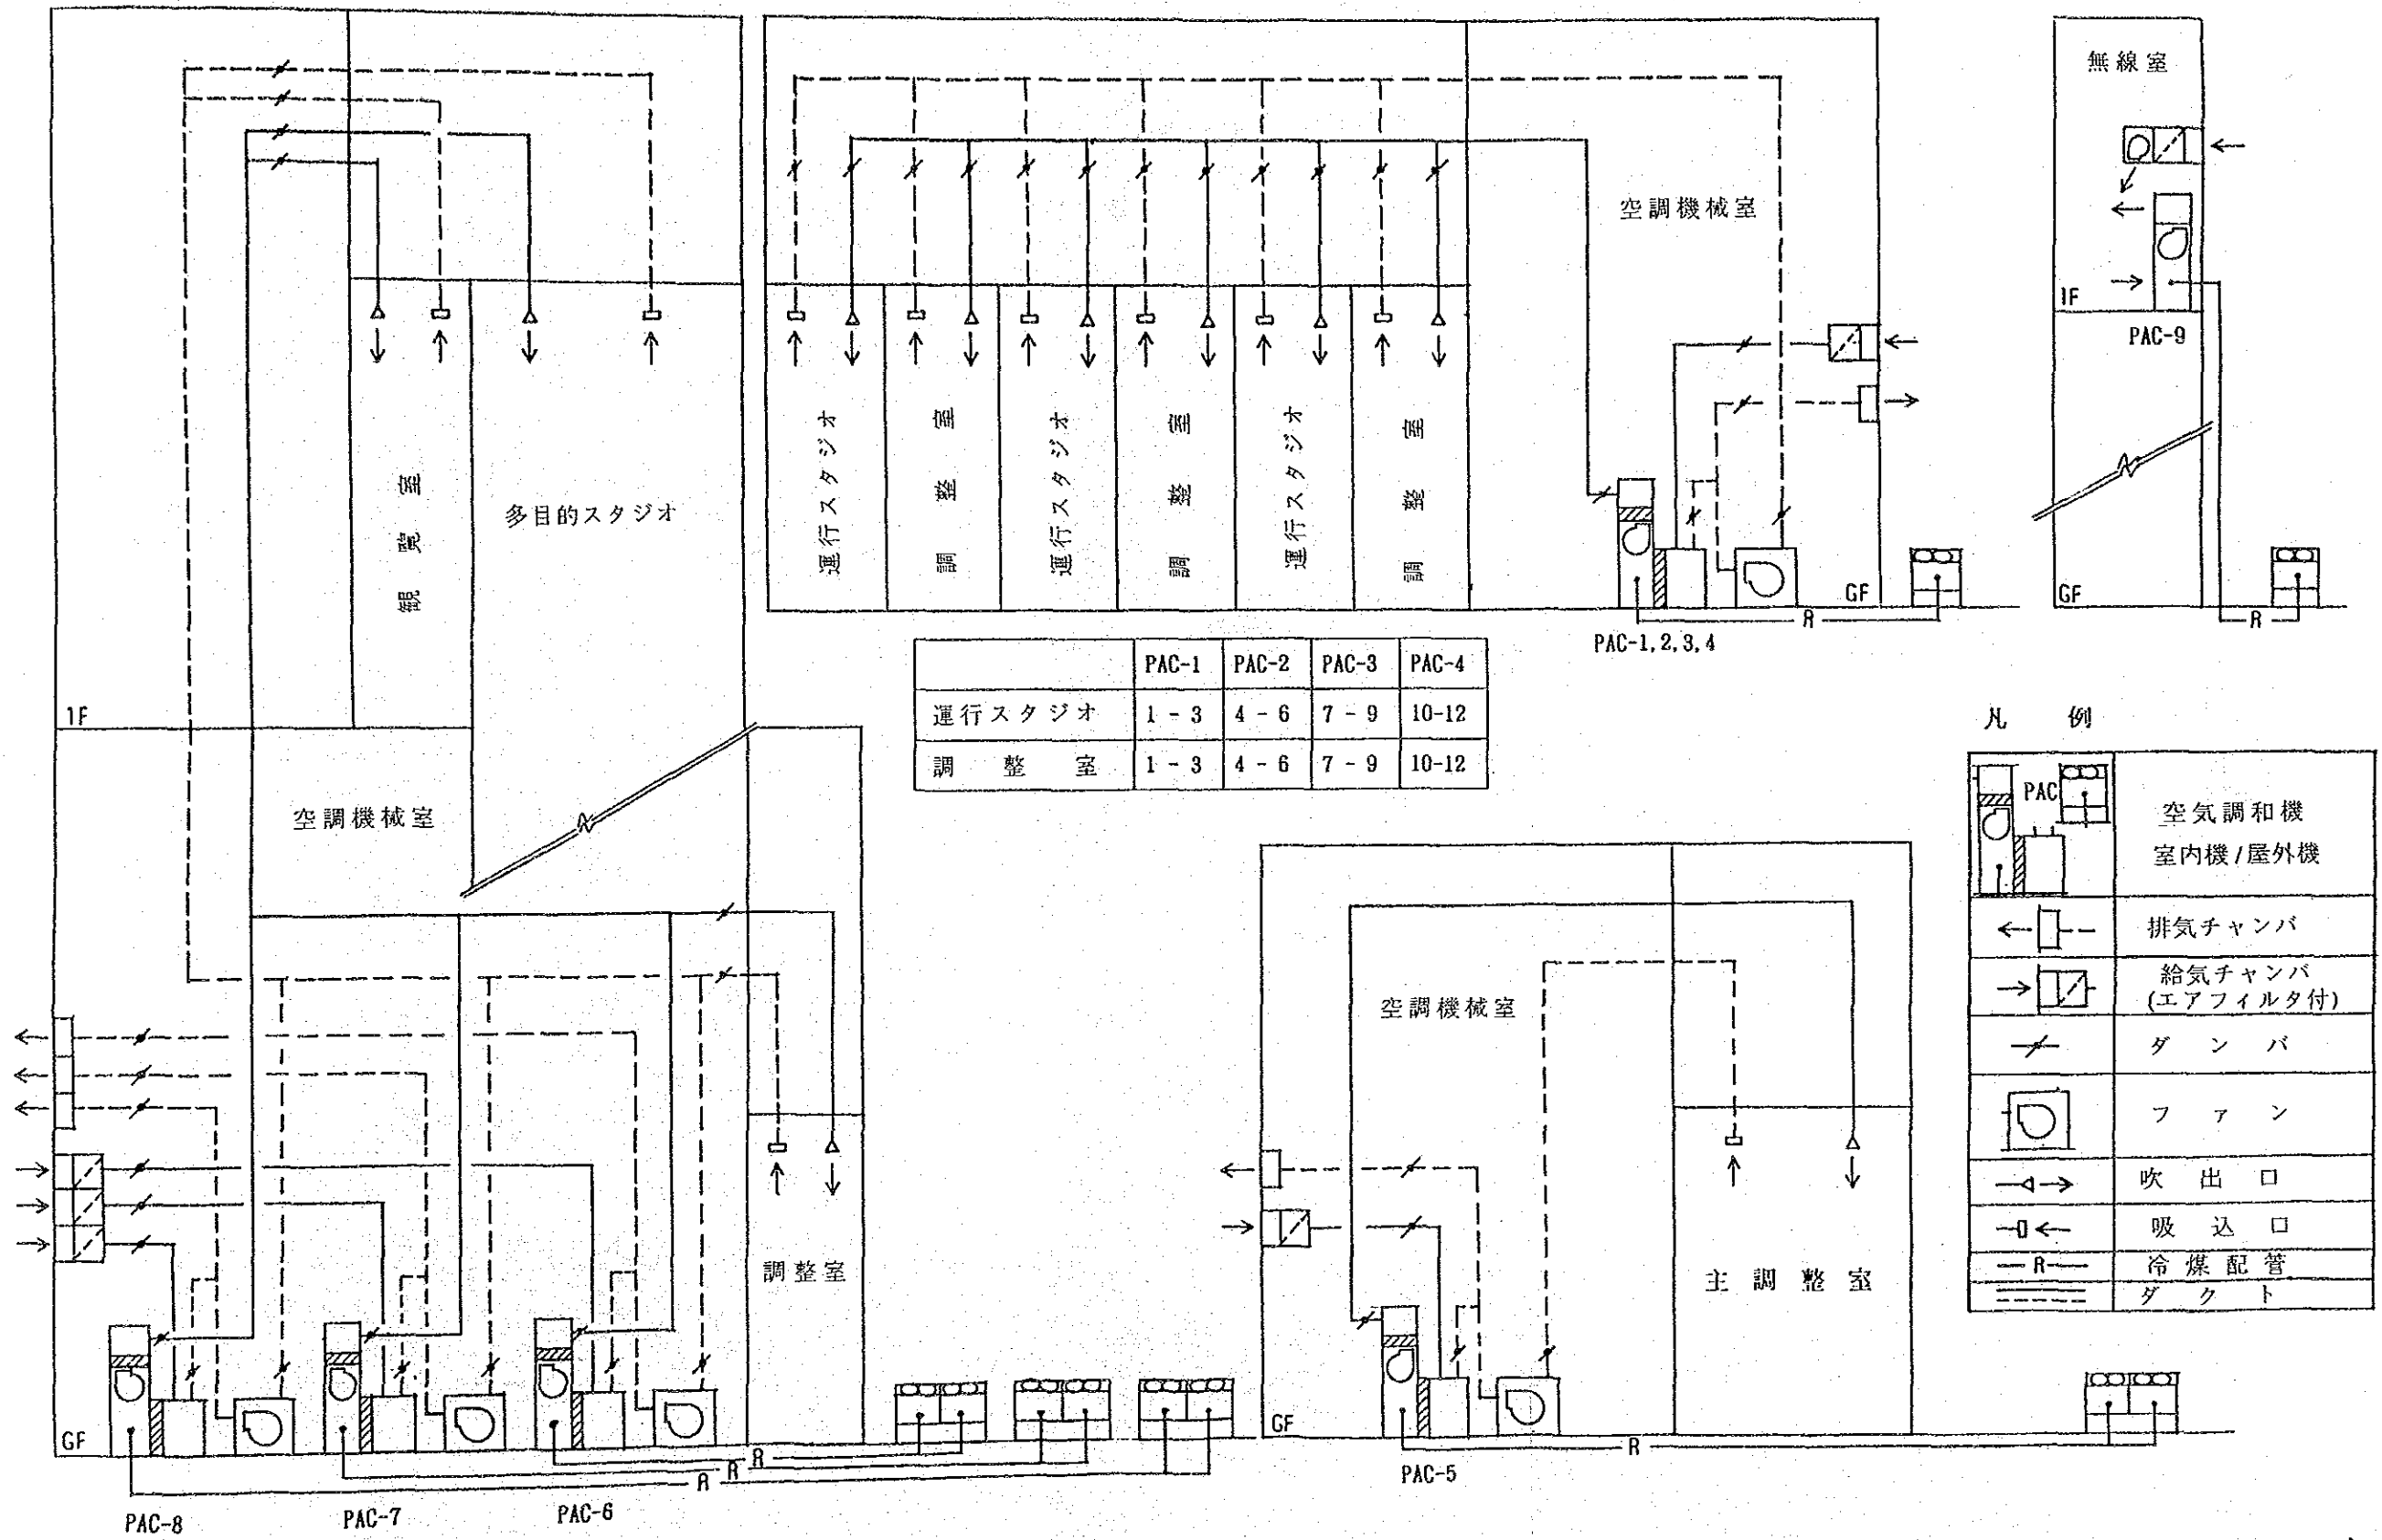 無線室
空調機械室
1F
PAC-9
観覧室
多目的スタジオ
運行スタジオ
調整室
運行スタジオ
調整室
運行スタジオ
調整室
GF
GF
R
R
PAC-1,2,3,4
PAC-1 PAC-2 PAC-3 PAC-4
運行スタジオ 1-3 4-6 7-9 10-12
調整室 1-3 4-6 7-9 10-12
1F
空調機械室
凡例
PAC
空気調和機
室内機/屋外機
排気チャンバ
給気チャンバ
(エアフィルタ付)
ダンバ
ファン
吹出口
吸込口
R
冷煤配管
ダクト
空調機械室
調整室
主調整室
GF
GF
R
R
R
R
PAC-5
PAC-8
PAC-7
PAC-6